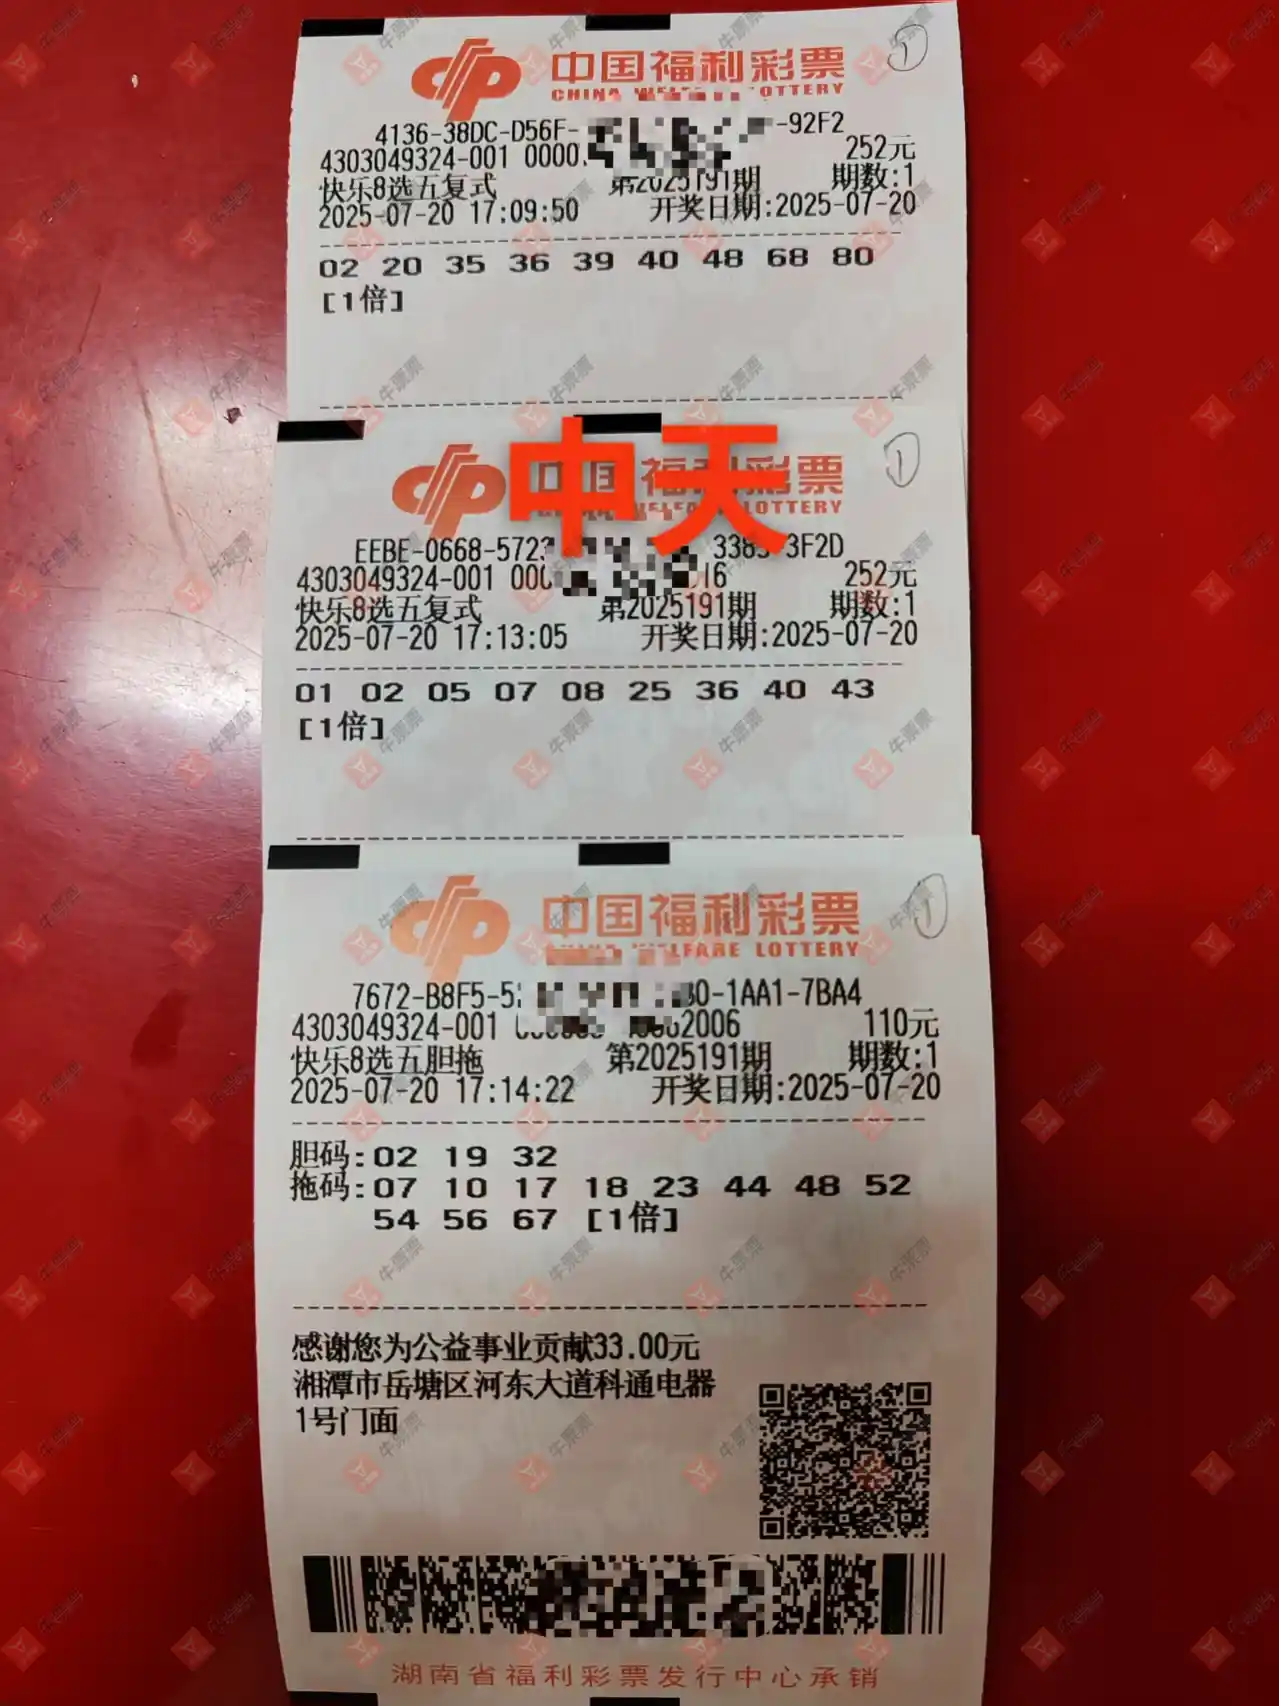 中国福利彩票
CHINA WELFARE LOTTERY
4136-38DC-D56F- -92F2
4303049324-001 0000 252元
快乐8选五复式 第2025191期 期数:1
2025-07-20 17:09:50 开奖日期:2025-07-20
02 20 35 36 39 40 48 68 80
[1倍]
中天
中国福利彩票
LOTTERY
EEBE-0668-572 3F2D
4303049324-001 252元
快乐8选五复式 第2025191期 期数:1
2025-07-20 17:13:05 开奖日期:2025-07-20
01 02 05 07 08 25 36 40 43
[1倍]
中国福利彩票
CHINA WELFARE LOTTERY
7672-B8F5-5 0-1AA1-7BA4
4303049324-001 2006 110元
快乐8选五胆拖 第2025191期 期数:1
2025-07-20 17:14:22 开奖日期:2025-07-20
胆码:02 19 32
拖码:07 10 17 18 23 44 48 52
54 56 67 [1倍]
感谢您为公益事业贡献33.00元
湘潭市岳塘区河东大道科通电器
1号门面
湖南省福利彩票发行中心承销
牛票票